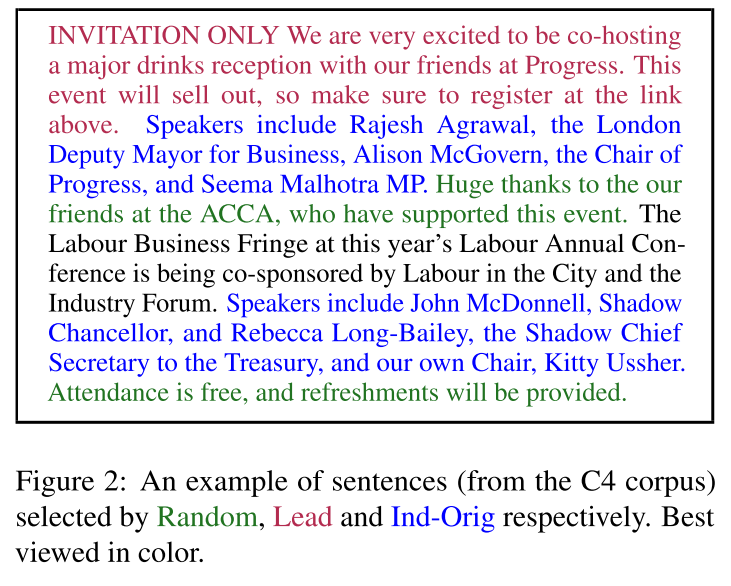 INVITATION ONLY We are very excited to be co-hosting
a major drinks reception with our friends at Progress. This
event will sell out, so make sure to register at the link
above. Speakers include Rajesh Agrawal, the London
Deputy Mayor for Business, Alison McGovern, the Chair of
Progress, and Seema Malhotra MP. Huge thanks to the our
friends at the ACCA, who have supported this event. The
Labour Business Fringe at this year's Labour Annual Con-
ference is being co-sponsored by Labour in the City and the
Industry Forum. Speakers include John McDonnell, Shadow
Chancellor, and Rebecca Long-Bailey, the Shadow Chief
Secretary to the Treasury, and our own Chair, Kitty Ussher.
Attendance is free, and refreshments will be provided.
Figure 2: An example of sentences (from the C4 corpus)
selected by Random, Lead and Ind-Orig respectively. Best
viewed in color.